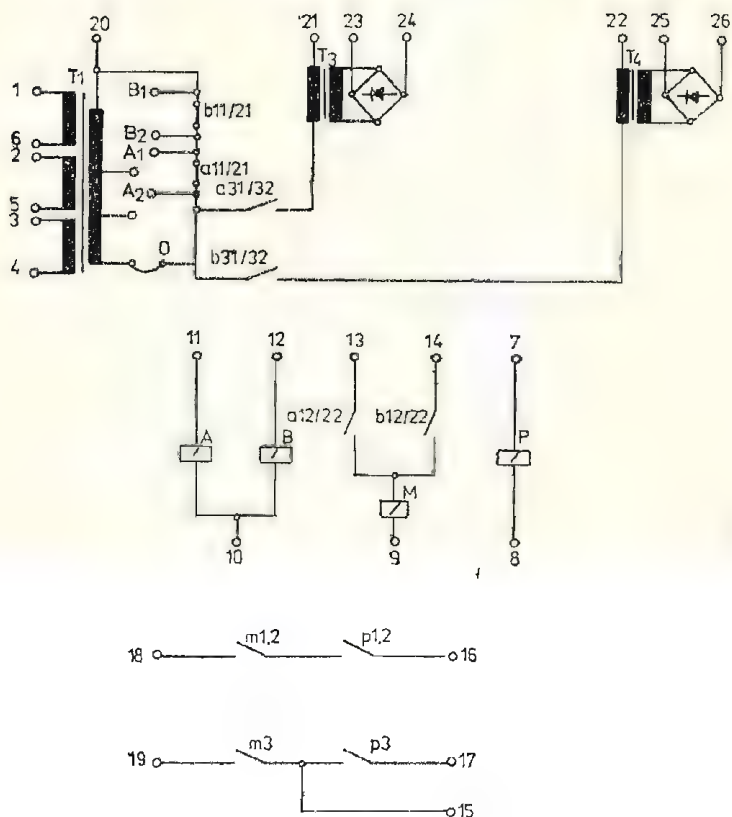 20 21 23 24 22 25 26
T1 T3 T4
1 B1
b11/21
6 B2
2 A1
a11/21
A2 a31/32
5
3
0 b31/32
4
11 12 13 14 7
a12/22 b12/22
A B P
M
10 9 8
18 m1,2 p1,2 16
19 m3 p3 17
15